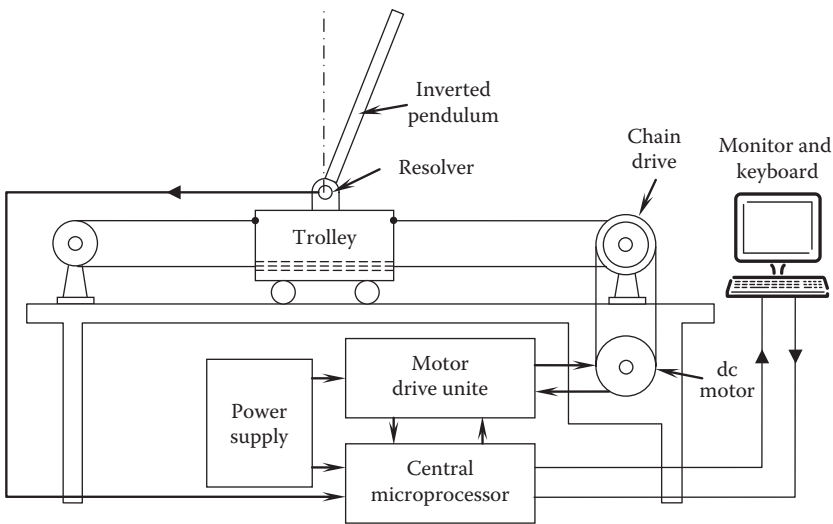 Inverted
pendulum
Resolver
Chain
drive
Monitor and
keyboard
Trolley
Motor
drive unite
dc
motor
Power
supply
Central
microprocessor